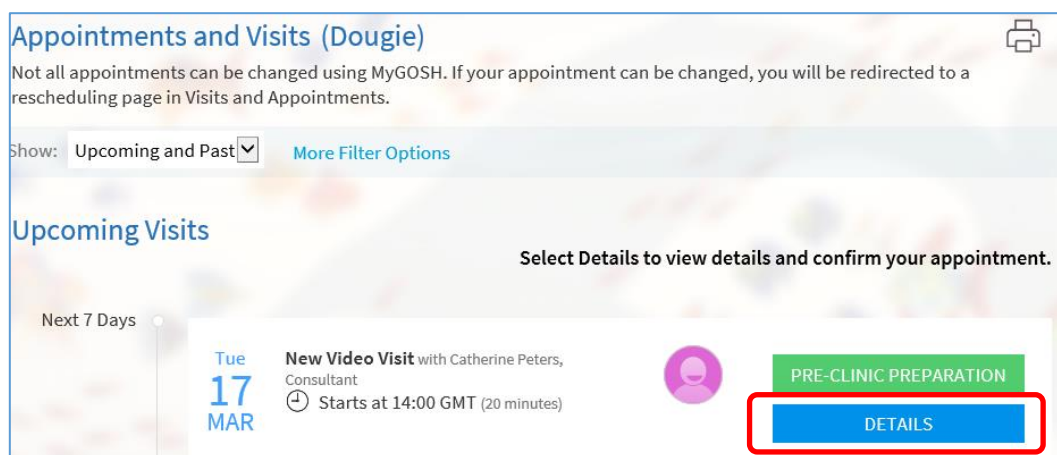 Appointments and Visits (Dougie)
Not all appointments can be changed using MyGOSH. If your appointment can be changed, you will be redirected to a
rescheduling page in Visits and Appointments.
Show: Upcoming and Past More Filter Options
Upcoming Visits
Select Details to view details and confirm your appointment.
Next 7 Days
Tue
17
MAR
New Video Visit with Catherine Peters,
Consultant
Starts at 14:00 GMT (20 minutes)
PRE-CLINIC PREPARATION
DETAILS